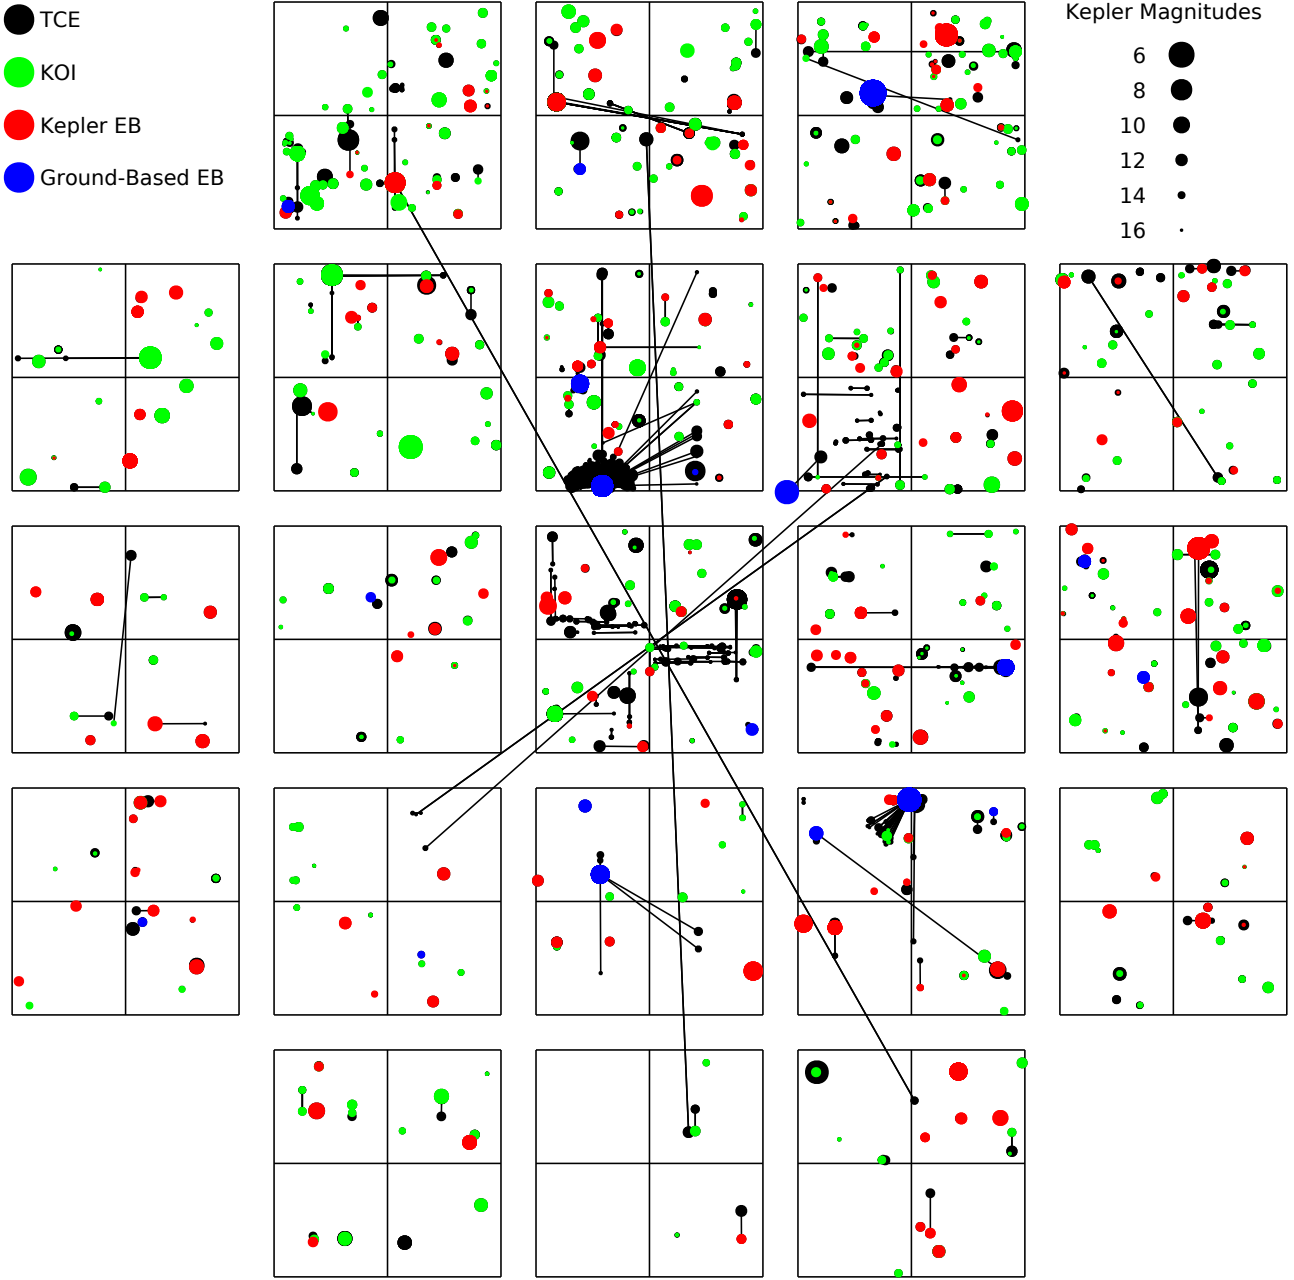 TCE
KOI
Kepler EB
Ground-Based EB
Kepler Magnitudes
6
8
10
12
14
16